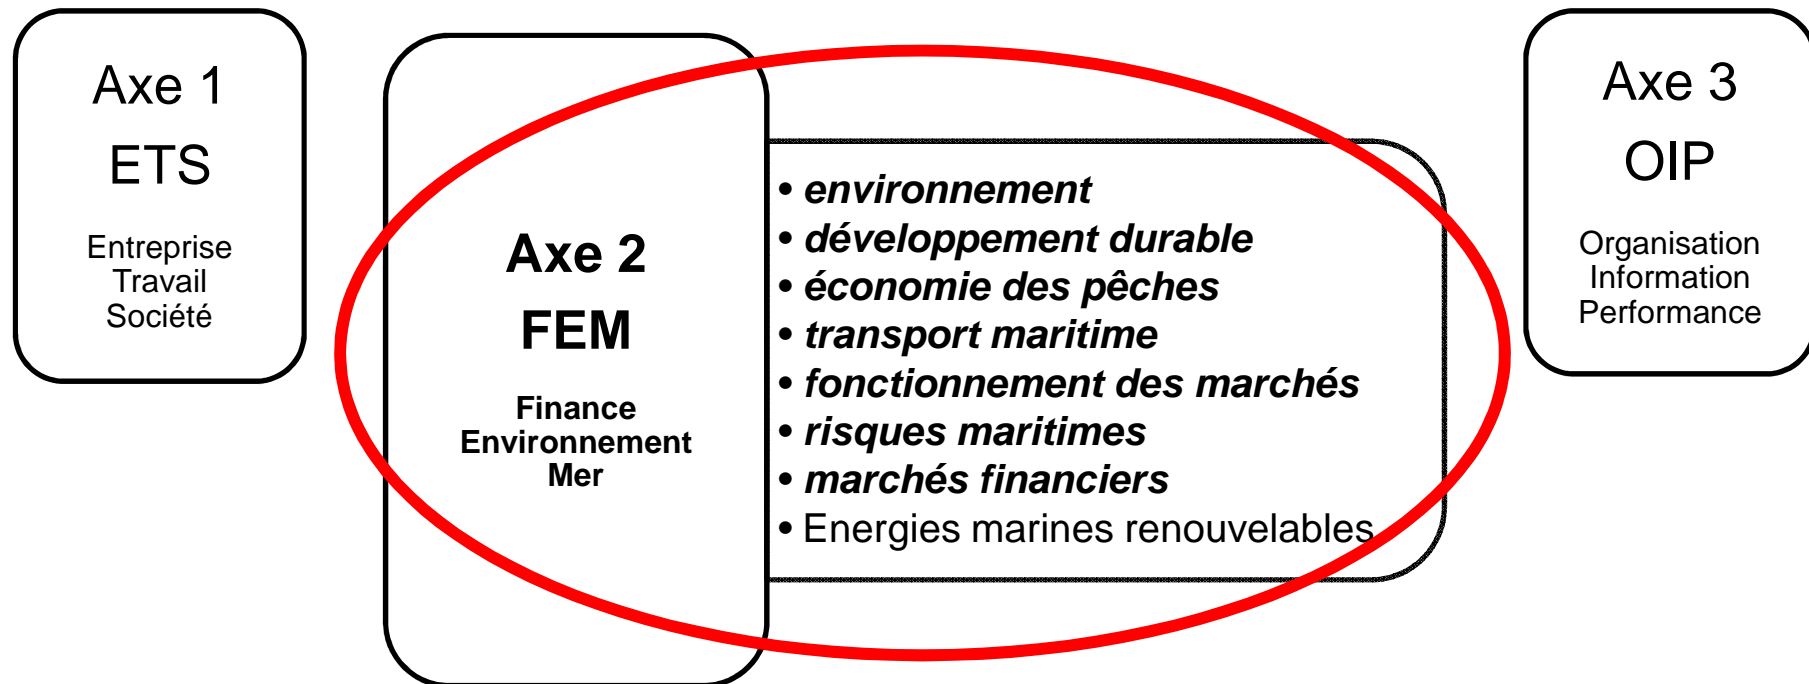 Axe 1
ETS
Entreprise
Travail
Société
Axe 2
FEM
Finance
Environnement
Mer
• environnement
• développement durable
• économie des pêches
• transport maritime
• fonctionnement des marchés
• risques maritimes
• marchés financiers
• Energies marines renouvelables
Axe 3
OIP
Organisation
Information
Performance